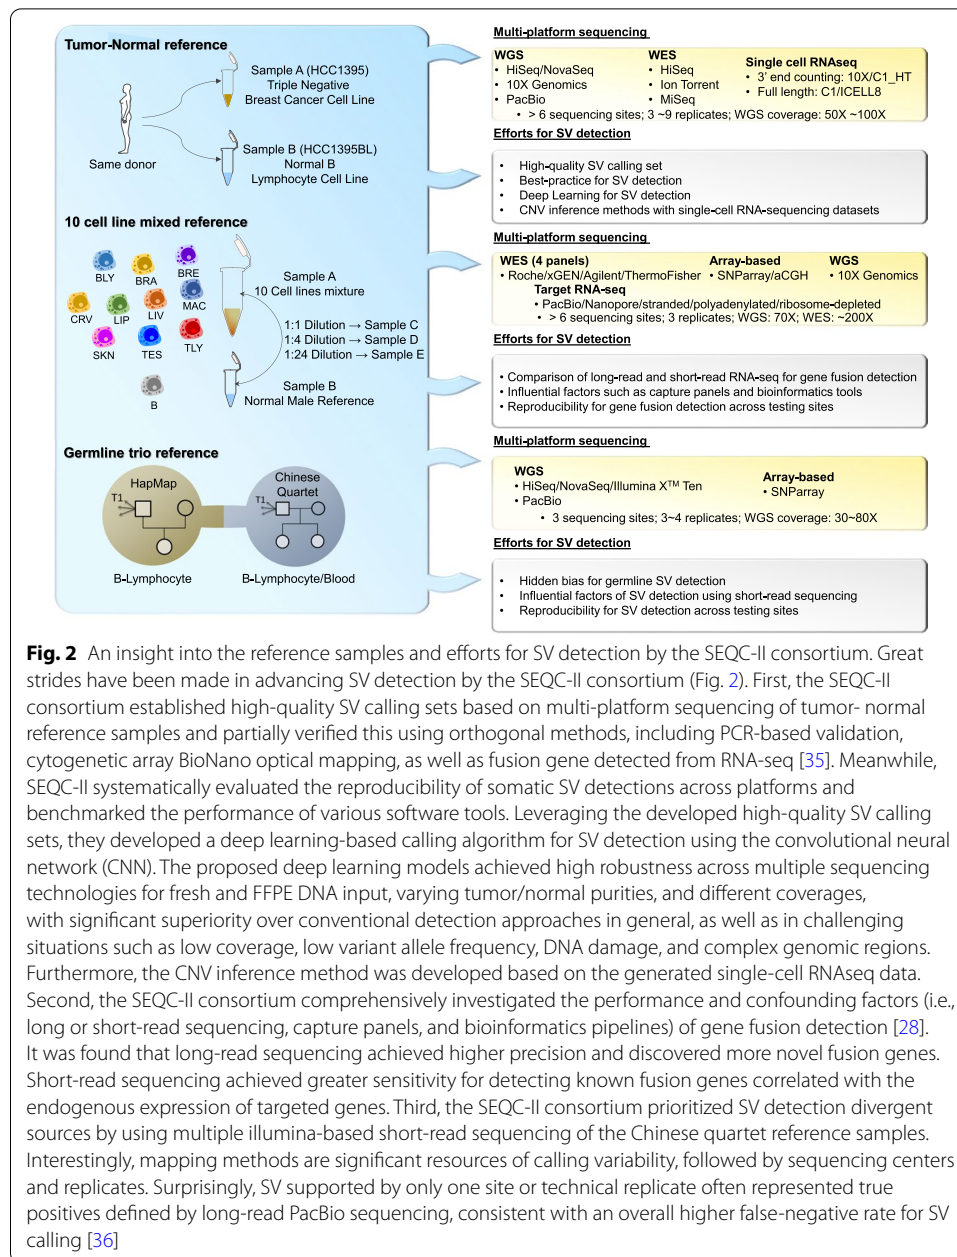 Tumor-Normal reference
Sample A (HCC1395)
Triple Negative
Breast Cancer Cell Line
Same donor
Sample B (HCC1395BL)
Normal B
Lymphocyte Cell Line
Multi-platform sequencing
WGS
• HiSeq/NovaSeq
• 10X Genomics
• PacBio
WES
• HiSeq
• Ion Torrent
• MiSeq
Single cell RNAseq
• 3' end counting: 10X/C1_HT
• Full length: C1/ICELL8
• > 6 sequencing sites; 3 ~9 replicates; WGS coverage: 50X ~100X
Efforts for SV detection
• High-quality SV calling set
• Best-practice for SV detection
• Deep Learning for SV detection
• CNV inference methods with single-cell RNA-sequencing datasets
10 cell line mixed reference
BLY
BRA
BRE
CRV
LIP
LIV
MAC
SKN
TES
TLY
B
Sample A
10 Cell lines mixture
1:1 Dilution → Sample C
1:4 Dilution → Sample D
1:24 Dilution → Sample E
Sample B
Normal Male Reference
Multi-platform sequencing
WES (4 panels)
• Roche/xGEN/Agilent/ThermoFisher
Array-based
• SNParray/aCGH
WGS
• 10X Genomics
Target RNA-seq
• PacBio/Nanopore/stranded/polyadenylated/ribosome-depleted
• > 6 sequencing sites; 3 replicates; WGS: 70X; WES: ~200X
Efforts for SV detection
• Comparison of long-read and short-read RNA-seq for gene fusion detection
• Influential factors such as capture panels and bioinformatics tools
• Reproducibility for gene fusion detection across testing sites
Germline trio reference
HapMap
T1
B-Lymphocyte
Chinese
Quartet
T1
B-Lymphocyte/Blood
Multi-platform sequencing
WGS
• HiSeq/NovaSeq/Illumina X™ Ten
• PacBio
Array-based
• SNParray
• 3 sequencing sites; 3~4 replicates; WGS coverage: 30~80X
Efforts for SV detection
• Hidden bias for germline SV detection
• Influential factors of SV detection using short-read sequencing
• Reproducibility for SV detection across testing sites
Fig. 2 An insight into the reference samples and efforts for SV detection by the SEQC-II consortium. Great
strides have been made in advancing SV detection by the SEQC-II consortium (Fig. 2). First, the SEQC-II
consortium established high-quality SV calling sets based on multi-platform sequencing of tumor- normal
reference samples and partially verified this using orthogonal methods, including PCR-based validation,
cytogenetic array BioNano optical mapping, as well as fusion gene detected from RNA-seq [35]. Meanwhile,
SEQC-II systematically evaluated the reproducibility of somatic SV detections across platforms and
benchmarked the performance of various software tools. Leveraging the developed high-quality SV calling
sets, they developed a deep learning-based calling algorithm for SV detection using the convolutional neural
network (CNN). The proposed deep learning models achieved high robustness across multiple sequencing
technologies for fresh and FFPE DNA input, varying tumor/normal purities, and different coverages,
with significant superiority over conventional detection approaches in general, as well as in challenging
situations such as low coverage, low variant allele frequency, DNA damage, and complex genomic regions.
Furthermore, the CNV inference method was developed based on the generated single-cell RNAseq data.
Second, the SEQC-II consortium comprehensively investigated the performance and confounding factors (i.e.,
long or short-read sequencing, capture panels, and bioinformatics pipelines) of gene fusion detection [28].
It was found that long-read sequencing achieved higher precision and discovered more novel fusion genes.
Short-read sequencing achieved greater sensitivity for detecting known fusion genes correlated with the
endogenous expression of targeted genes. Third, the SEQC-II consortium prioritized SV detection divergent
sources by using multiple illumina-based short-read sequencing of the Chinese quartet reference samples.
Interestingly, mapping methods are significant resources of calling variability, followed by sequencing centers
and replicates. Surprisingly, SV supported by only one site or technical replicate often represented true
positives defined by long-read PacBio sequencing, consistent with an overall higher false-negative rate for SV
calling [36]